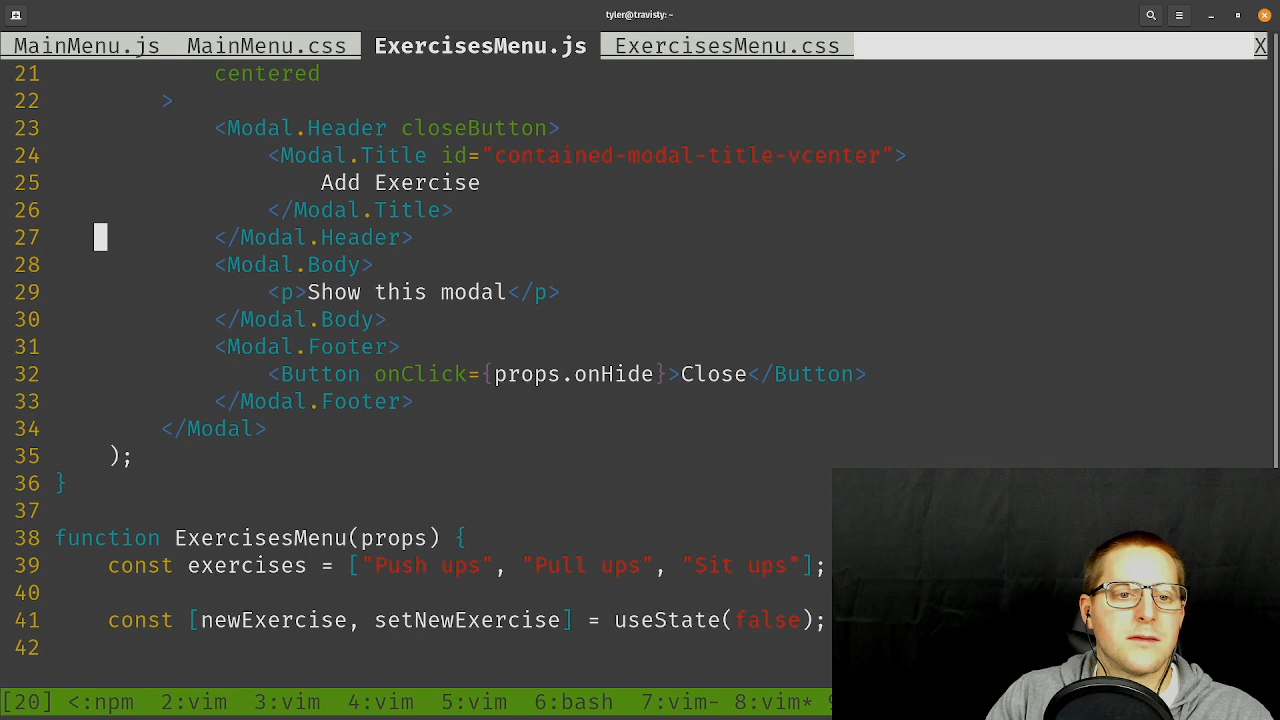 tyler@travisty: ~
MainMenu.js MainMenu.css ExercisesMenu.js ExercisesMenu.css X
21 centered
22 >
23 <Modal.Header closeButton>
24 <Modal.Title id="contained-modal-title-vcenter">
25 Add Exercise
26 </Modal.Title>
27 </Modal.Header>
28 <Modal.Body>
29 <p>Show this modal</p>
30 </Modal.Body>
31 <Modal.Footer>
32 <Button onClick={props.onHide}>Close</Button>
33 </Modal.Footer>
34 </Modal>
35 );
36 }
37
38 function ExercisesMenu(props) {
39 const exercises = ["Push ups", "Pull ups", "Sit ups"];
40
41 const [newExercise, setNewExercise] = useState(false);
42
[20] <:npm 2:vim 3:vim 4:vim 5:vim 6:bash 7:vim- 8:vim*